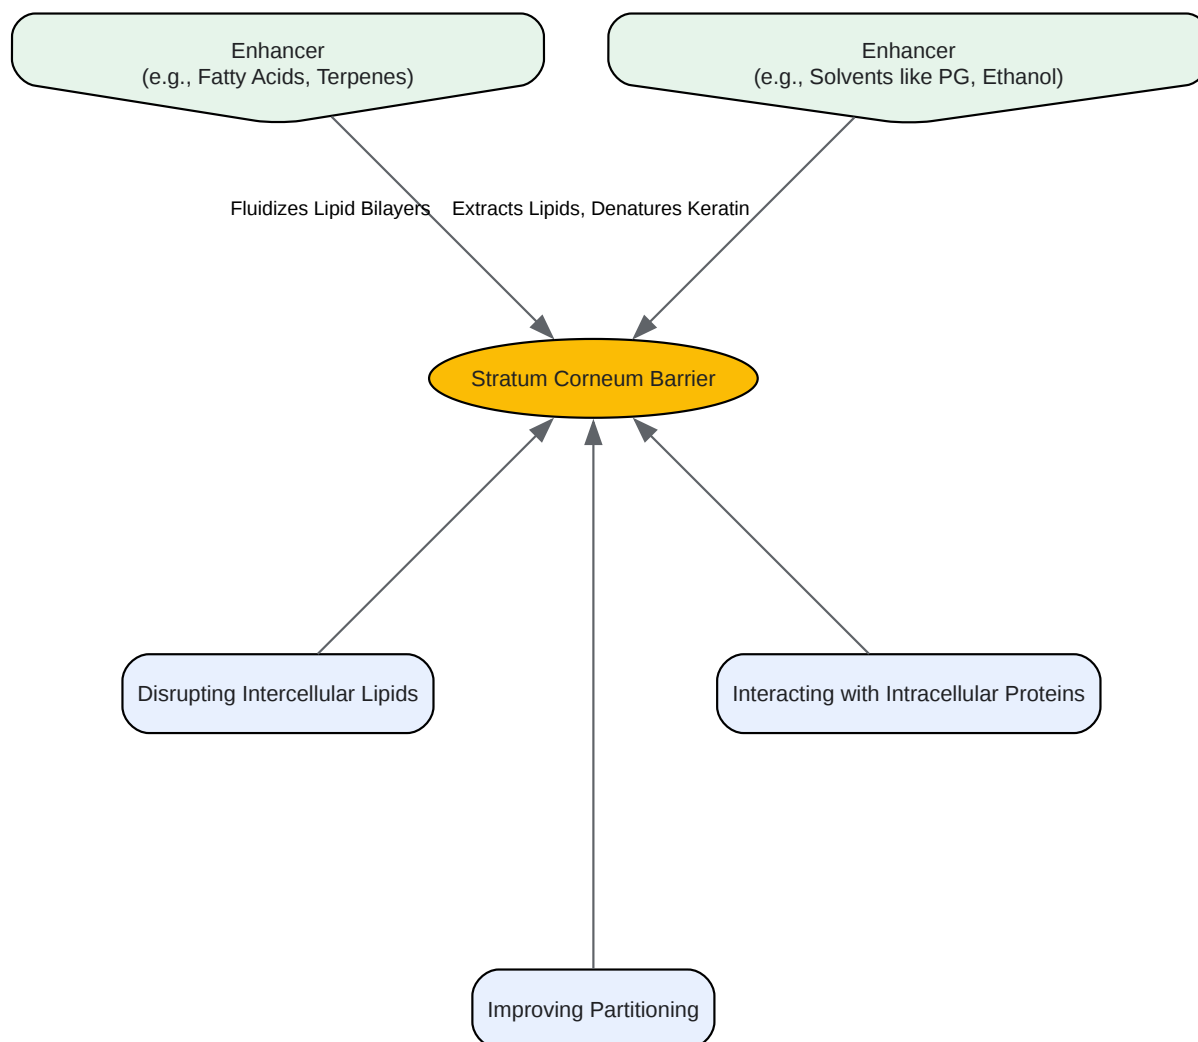 Enhancer
(e.g., Fatty Acids, Terpenes)
Enhancer
(e.g., Solvents like PG, Ethanol)
Fluidizes Lipid Bilayers
Extracts Lipids, Denatures Keratin
Stratum Corneum Barrier
Disrupting Intercellular Lipids
Interacting with Intracellular Proteins
Improving Partitioning